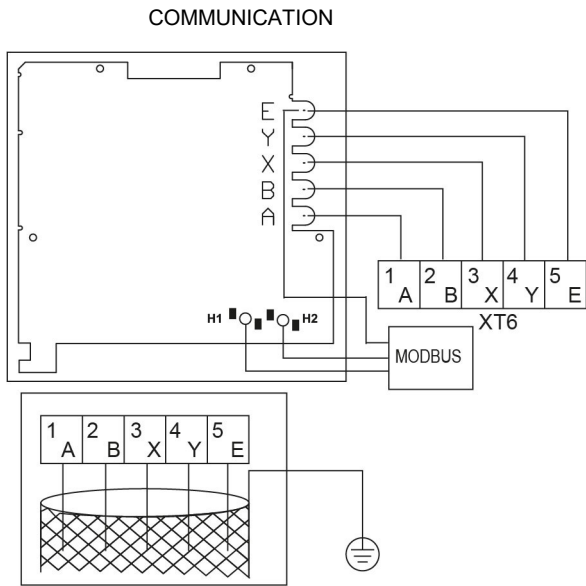 COMMUNICATION
E
Y
X
B
A
1 A 2 B 3 X 4 Y 5 E
XT6
H1 H2
MODBUS
1 A 2 B 3 X 4 Y 5 E